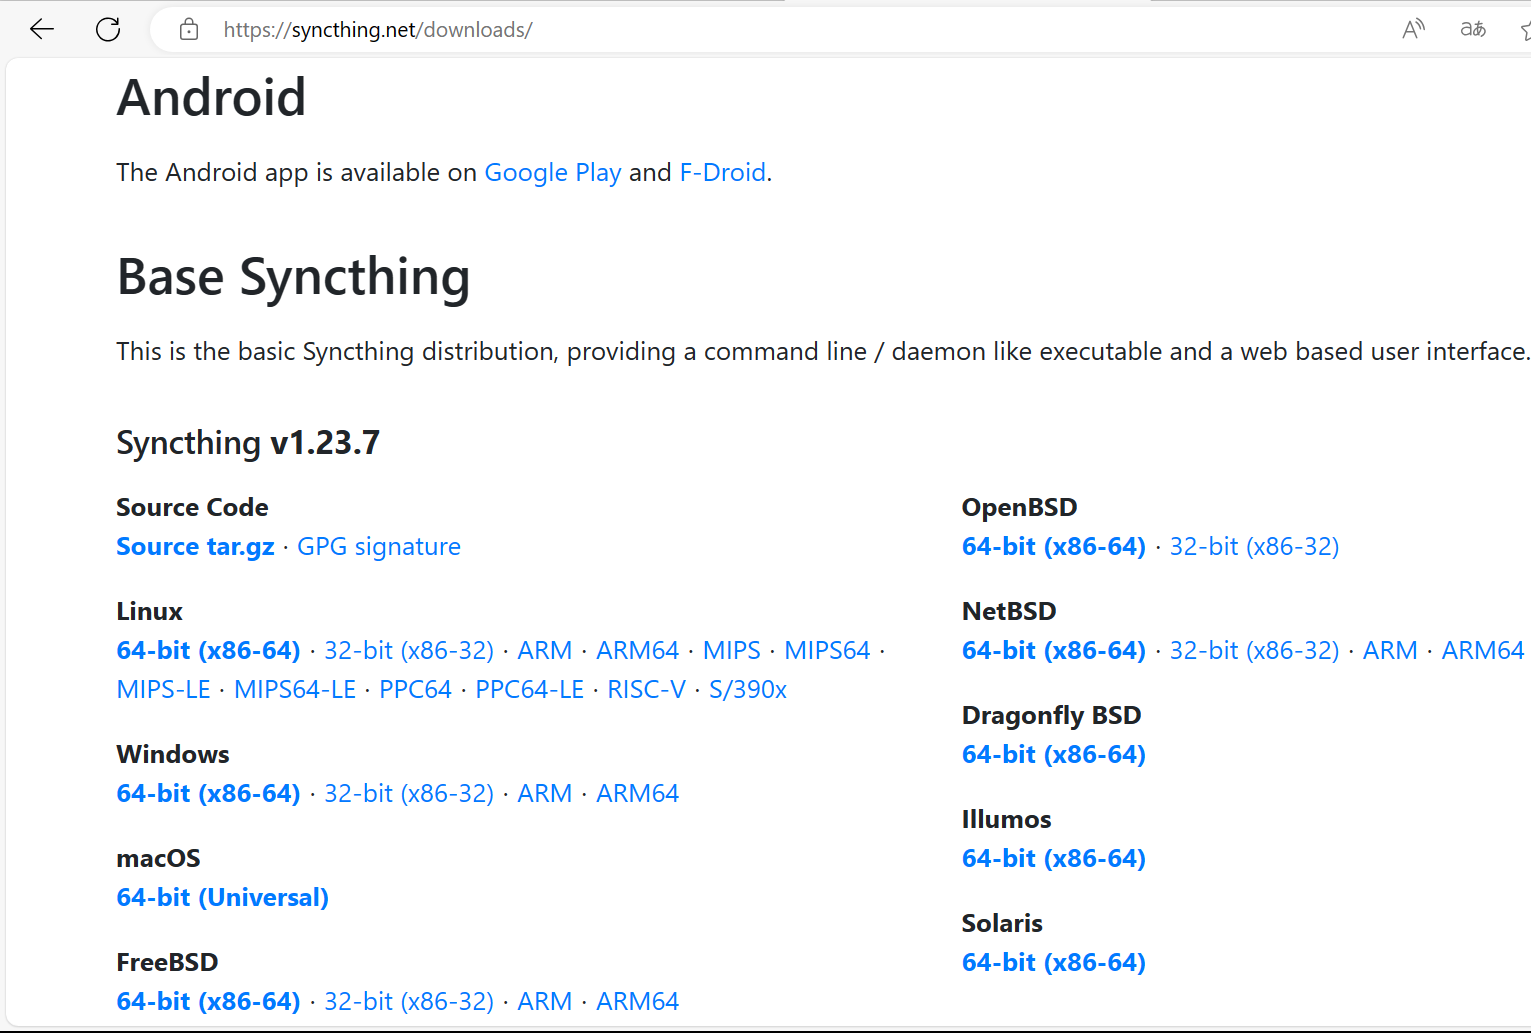 https://syncthing.net/downloads/
A
aあ
Android
The Android app is available on Google Play and F-Droid.
Base Syncthing
This is the basic Syncthing distribution, providing a command line / daemon like executable and a web based user interface.
Syncthing v1.23.7
Source Code
Source tar.gz · GPG signature
Linux
64-bit (x86-64) · 32-bit (x86-32) · ARM · ARM64 · MIPS · MIPS64 ·
MIPS-LE · MIPS64-LE · PPC64 · PPC64-LE · RISC-V · S/390x
Windows
64-bit (x86-64) · 32-bit (x86-32) · ARM · ARM64
macOS
64-bit (Universal)
FreeBSD
64-bit (x86-64) · 32-bit (x86-32) · ARM · ARM64
OpenBSD
64-bit (x86-64) · 32-bit (x86-32)
NetBSD
64-bit (x86-64) · 32-bit (x86-32) · ARM · ARM64
Dragonfly BSD
64-bit (x86-64)
Illumos
64-bit (x86-64)
Solaris
64-bit (x86-64)